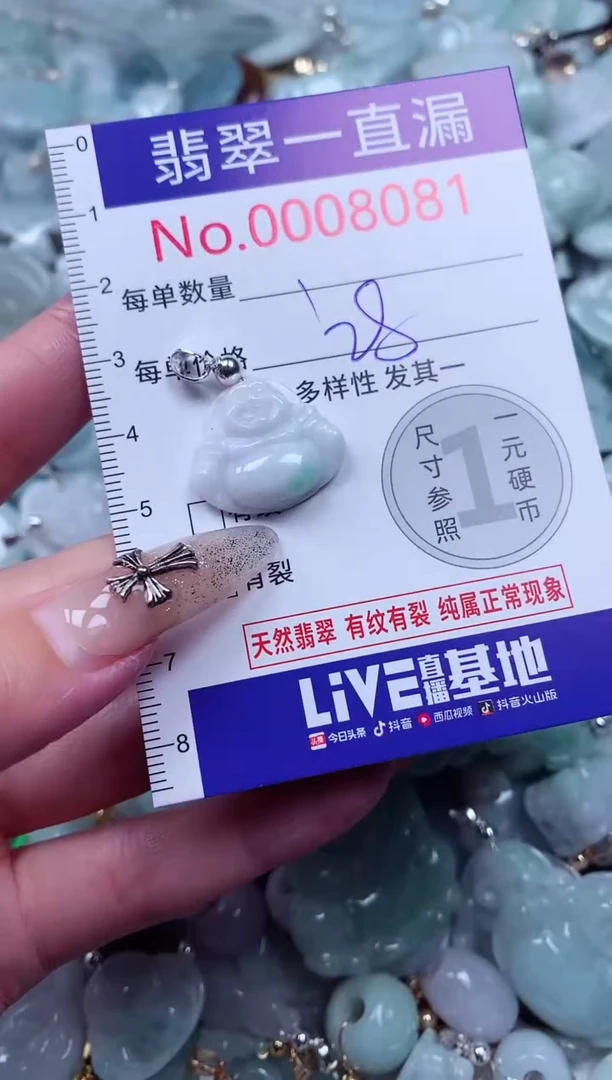 翡翠一直漏
No.0008081
0
1
2
3
4
5
7
8
每单数量 1
每单价格 28
多样性 发其一
尺寸参照
1
一元硬币
有裂
天然翡翠 有纹有裂 纯属正常现象
LiVE直播基地
头条 今日头条 抖音 西瓜视频 抖音火山版